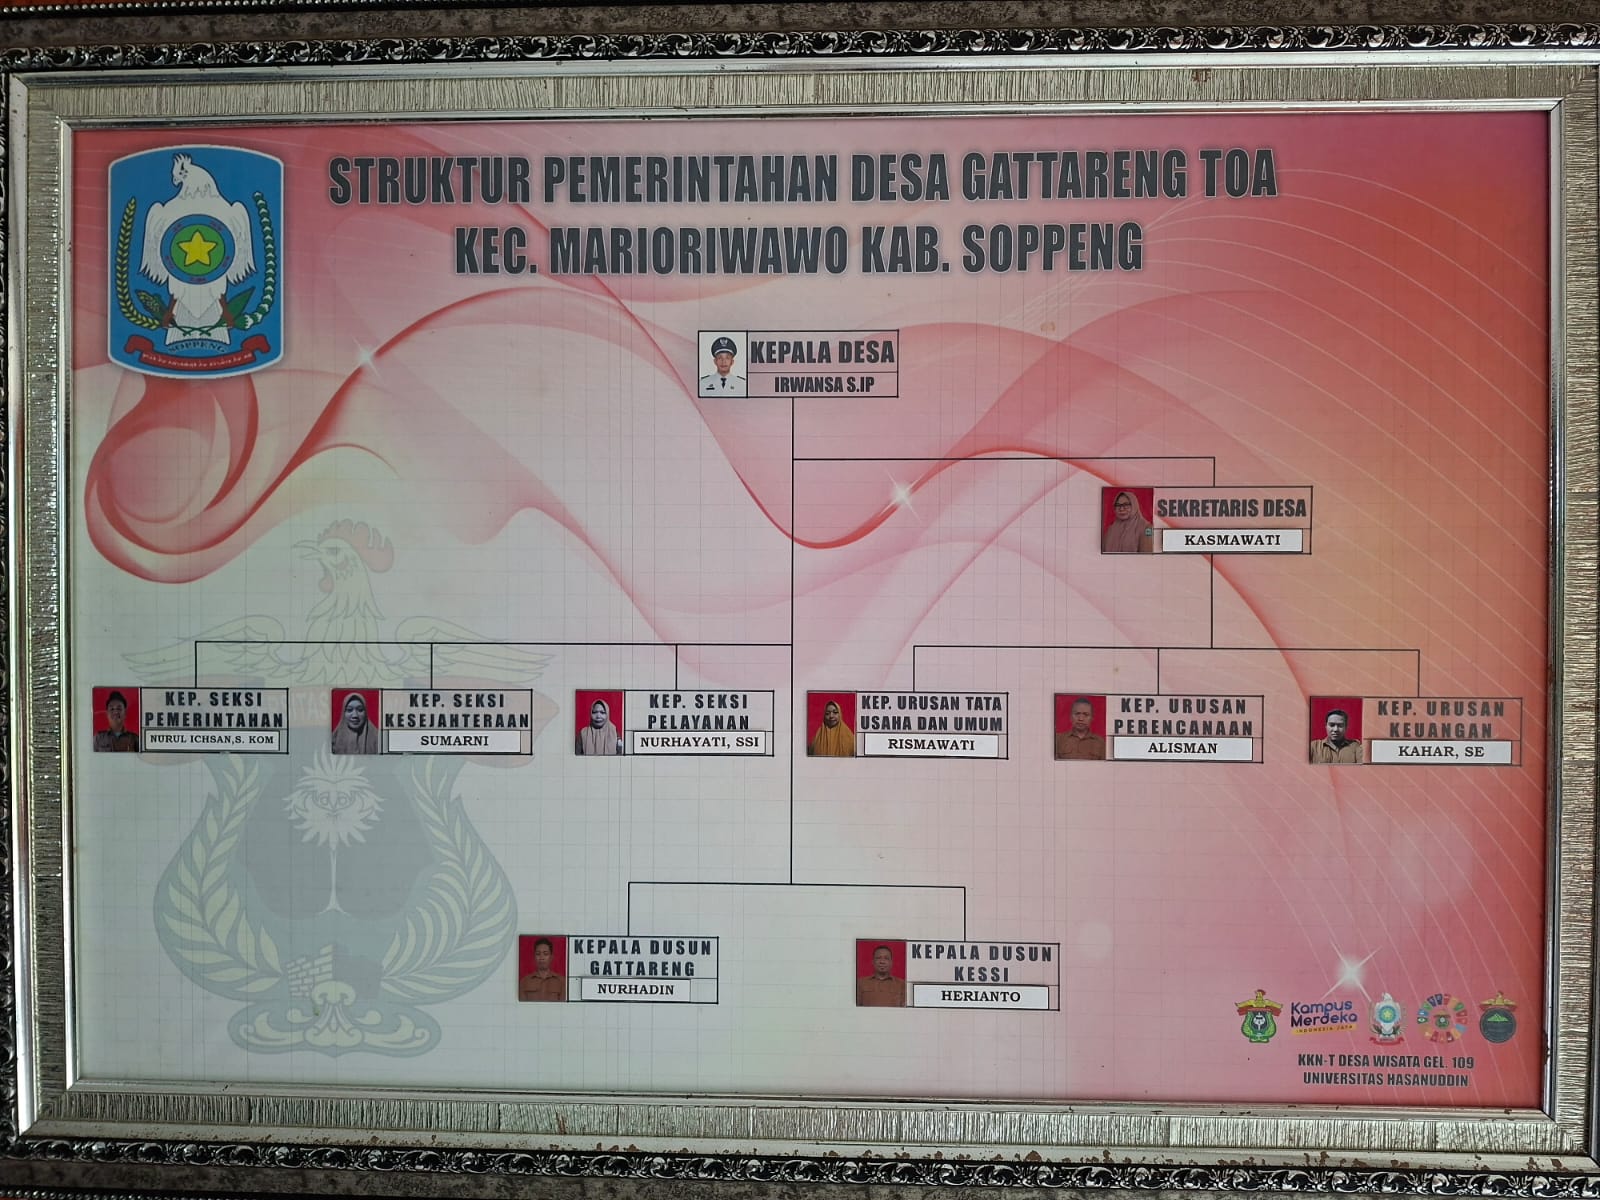 STRUKTUR PEMERINTAHAN DESA GATTARENG TOA
KEC. MARIORIWAWO KAB. SOPPENG
SOPPENG
KEPALA DESA
IRWANSA S.IP
SEKRETARIS DESA
KASMAWATI
KEP. SEKSI
PEMERINTAHAN
NURUL ICHSAN,S. KOM
KEP. SEKSI
KESEJAHTERAAN
SUMARNI
KEP. SEKSI
PELAYANAN
NURHAYATI, SSI
KEP. URUSAN TATA
USAHA DAN UMUM
RISMAWATI
KEP. URUSAN
PERENCANAAN
ALISMAN
KEP. URUSAN
KEUANGAN
KAHAR, SE
KEPALA DUSUN
GATTARENG
NURHADIN
KEPALA DUSUN
KESSI
HERIANTO
Kampus
Merdeka
INDONESIA JAYA
KKN-T DESA WISATA GEL. 109
UNIVERSITAS HASANUDDIN